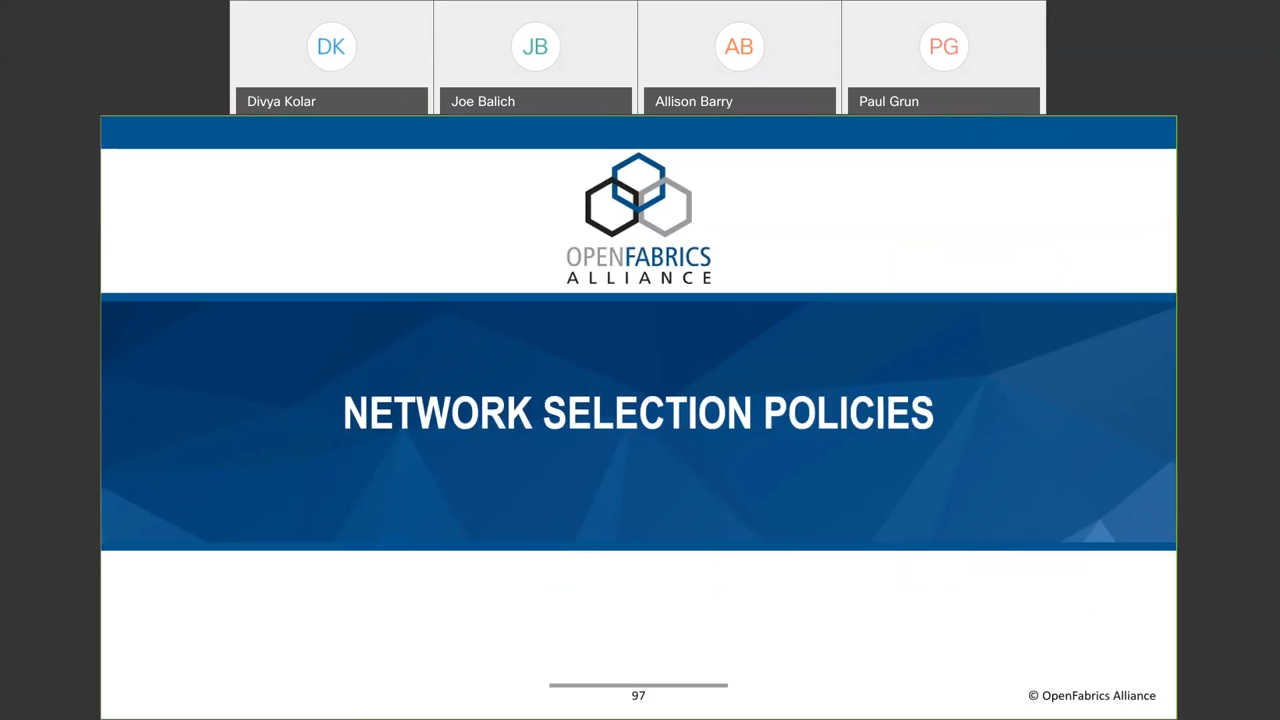 DK
JB
AB
PG
Divya Kolar
Joe Balich
Allison Barry
Paul Grun
OPENFABRICS
ALLIANCE
NETWORK SELECTION POLICIES
97
© OpenFabrics Alliance